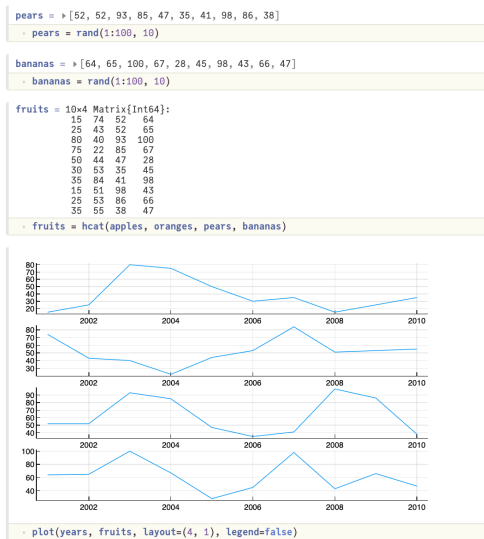 pears = ▸[52, 52, 93, 85, 47, 35, 41, 98, 86, 38]
pears = rand(1:100, 10)
bananas = ▸[64, 65, 100, 67, 28, 45, 98, 43, 66, 47]
bananas = rand(1:100, 10)
fruits = 10×4 Matrix{Int64}:
15 74 52 64
25 43 52 65
80 40 93 100
75 22 85 67
50 44 47 28
30 53 35 45
35 84 41 98
15 51 98 43
25 53 86 66
35 55 38 47
fruits = hcat(apples, oranges, pears, bananas)
80
70
60
50
40
30
20
2002 2004 2006 2008 2010
80
70
60
50
40
30
2002 2004 2006 2008 2010
90
80
70
60
50
40
2002 2004 2006 2008 2010
100
80
60
40
2002 2004 2006 2008 2010
plot(years, fruits, layout=(4, 1), legend=false)